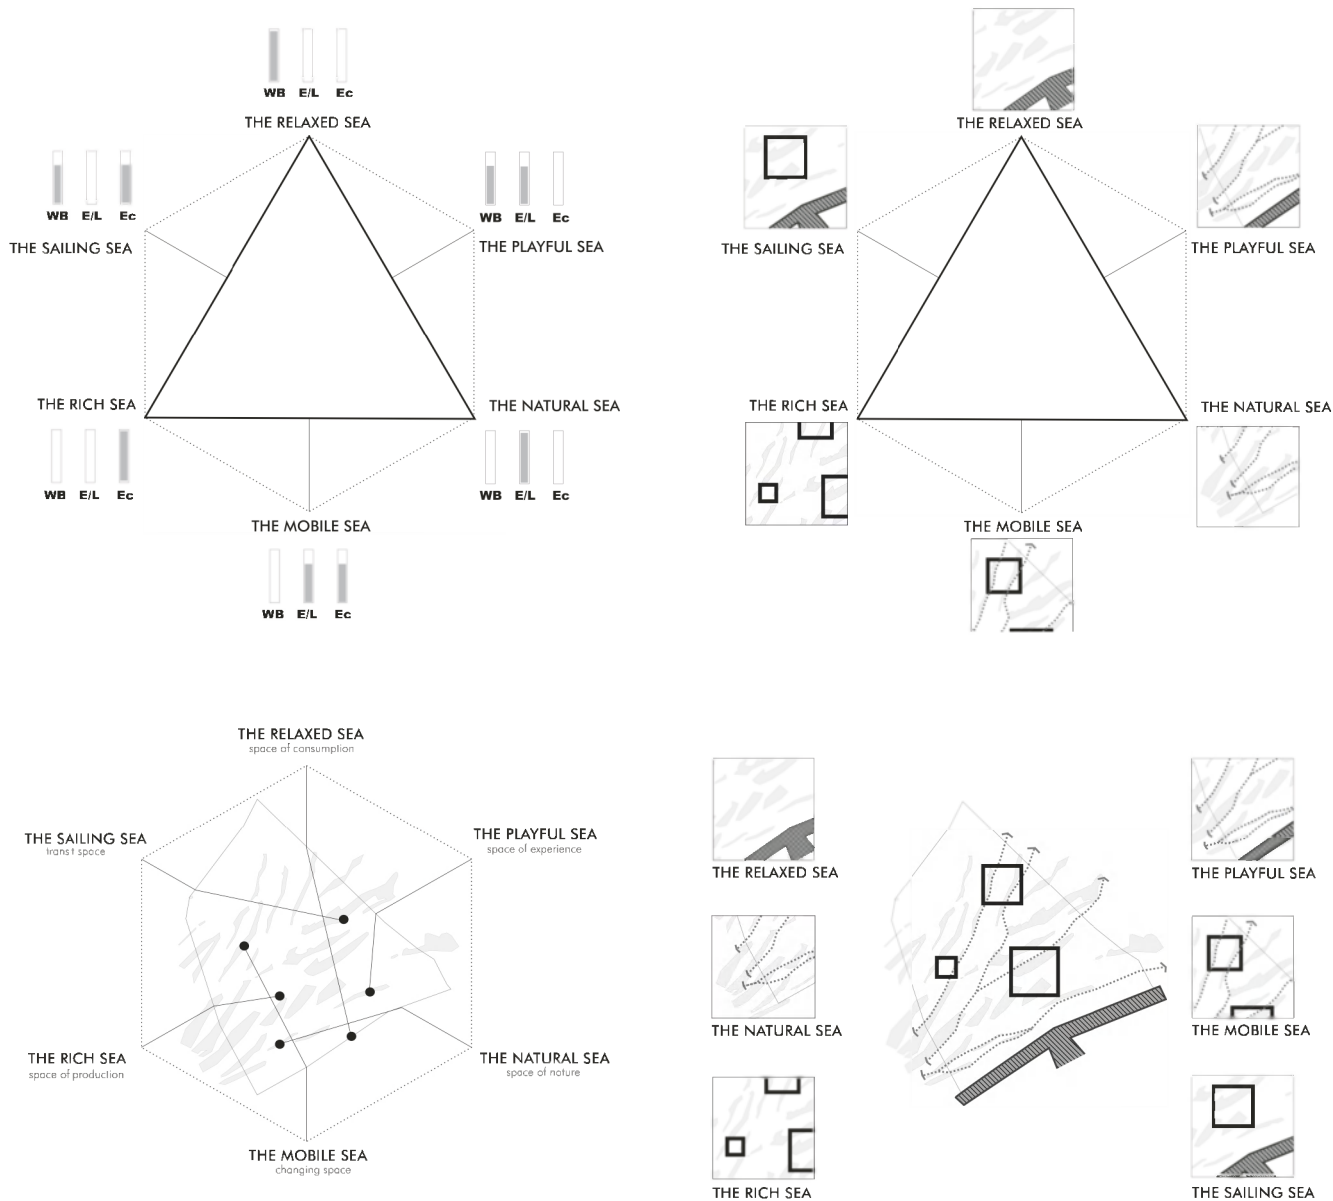 WB E/L Ec
THE RELAXED SEA
WB E/L Ec
THE SAILING SEA
WB E/L Ec
THE PLAYFUL SEA
THE RICH SEA
WB E/L Ec
THE NATURAL SEA
WB E/L Ec
THE MOBILE SEA
WB E/L Ec
THE RELAXED SEA
THE SAILING SEA
THE PLAYFUL SEA
THE RICH SEA
THE NATURAL SEA
THE MOBILE SEA
THE RELAXED SEA
space of consumption
THE SAILING SEA
transit space
THE PLAYFUL SEA
space of experience
THE RICH SEA
space of production
THE NATURAL SEA
space of nature
THE MOBILE SEA
changing space
THE RELAXED SEA
THE PLAYFUL SEA
THE NATURAL SEA
THE MOBILE SEA
THE RICH SEA
THE SAILING SEA